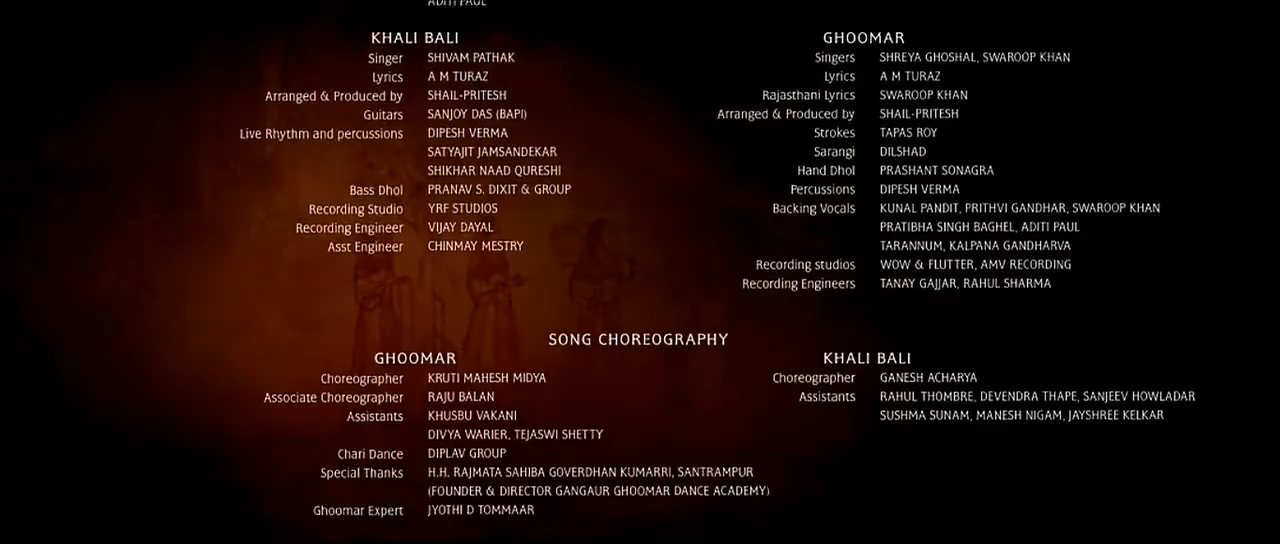 ADITI PAUL
KHALI BALI
Singer SHIVAM PATHAK
Lyrics A M TURAZ
Arranged & Produced by SHAIL-PRITESH
Guitars SANJOY DAS (BAPI)
Live Rhythm and percussions DIPESH VERMA
SATYAJIT JAMSANDEKAR
SHIKHAR NAAD QURESHI
Bass Dhol PRANAV S. DIXIT & GROUP
Recording Studio YRF STUDIOS
Recording Engineer VIJAY DAYAL
Asst Engineer CHINMAY MESTRY
GHOOMAR
Singers SHREYA GHOSHAL, SWAROOP KHAN
Lyrics A M TURAZ
Rajasthani Lyrics SWAROOP KHAN
Arranged & Produced by SHAIL-PRITESH
Strokes TAPAS ROY
Sarangi DILSHAD
Hand Dhol PRASHANT SONAGRA
Percussions DIPESH VERMA
Backing Vocals KUNAL PANDIT, PRITHVI GANDHAR, SWAROOP KHAN
PRATIBHA SINGH BAGHEL, ADITI PAUL
TARANNUM, KALPANA GANDHARVA
Recording studios WOW & FLUTTER, AMV RECORDING
Recording Engineers TANAY GAJJAR, RAHUL SHARMA
SONG CHOREOGRAPHY
GHOOMAR
Choreographer KRUTI MAHESH MIDYA
Associate Choreographer RAJU BALAN
Assistants KHUSBU VAKANI
DIVYA WARIER, TEJASWI SHETTY
Chari Dance DIPLAV GROUP
Special Thanks H.H. RAJMATA SAHIBA GOVERDHAN KUMARRI, SANTRAMPUR
(FOUNDER & DIRECTOR GANGAUR GHOOMAR DANCE ACADEMY)
Ghoomar Expert JYOTHI D TOMMAAR
KHALI BALI
Choreographer GANESH ACHARYA
Assistants RAHUL THOMBRE, DEVENDRA THAPE, SANJEEV HOWLADAR
SUSHMA SUNAM, MANESH NIGAM, JAYSHREE KELKAR